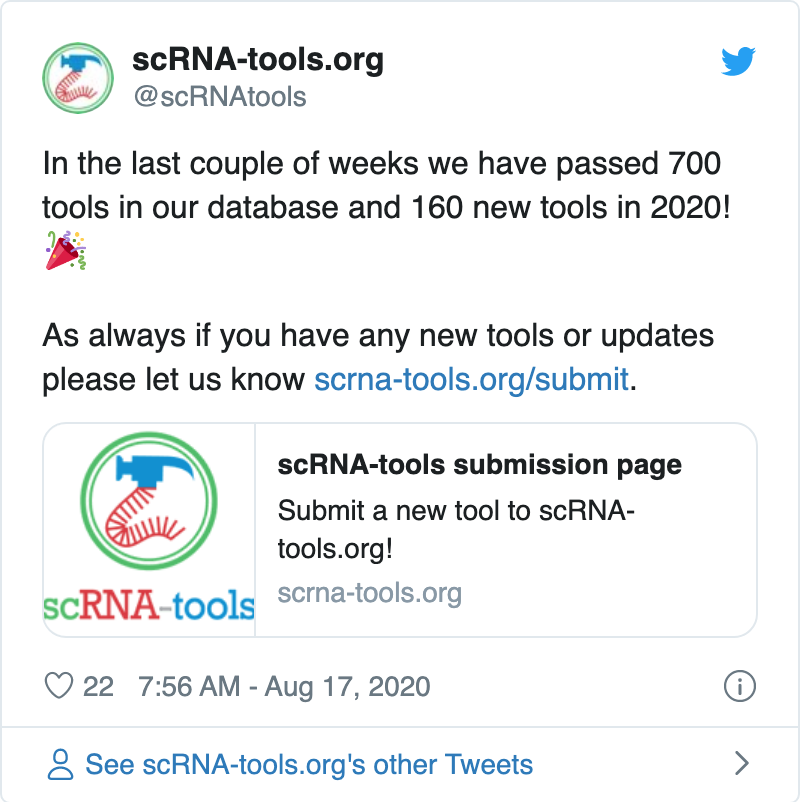 scRNA-tools.org
@scRNAtools
In the last couple of weeks we have passed 700
tools in our database and 160 new tools in 2020!
🎉
As always if you have any new tools or updates
please let us know scrna-tools.org/submit.
scRNA-tools submission page
Submit a new tool to scRNA-
tools.org!
scrna-tools.org
scRNA-tools
22 7:56 AM - Aug 17, 2020
See scRNA-tools.org's other Tweets